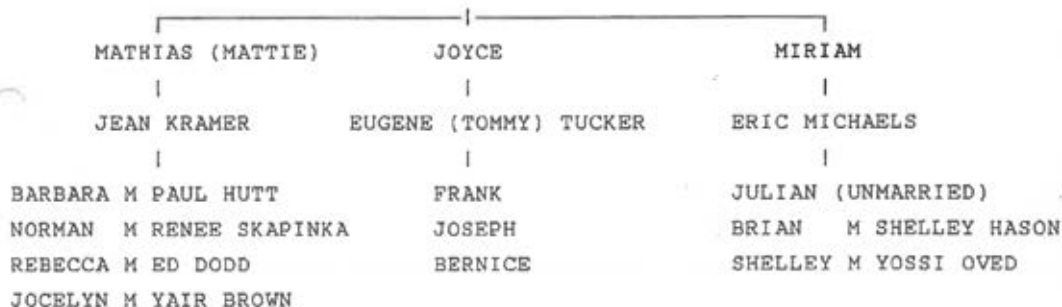 MATHIAS (MATTIE) JOYCE MIRIAM
JEAN KRAMER EUGENE (TOMMY) TUCKER ERIC MICHAELS
BARBARA M PAUL HUTT FRANK JULIAN (UNMARRIED)
NORMAN M RENEE SKAPINKA JOSEPH BRIAN M SHELLEY HASON
REBECCA M ED DODD BERNICE SHELLEY M YOSSI OVED
JOCELYN M YAIR BROWN